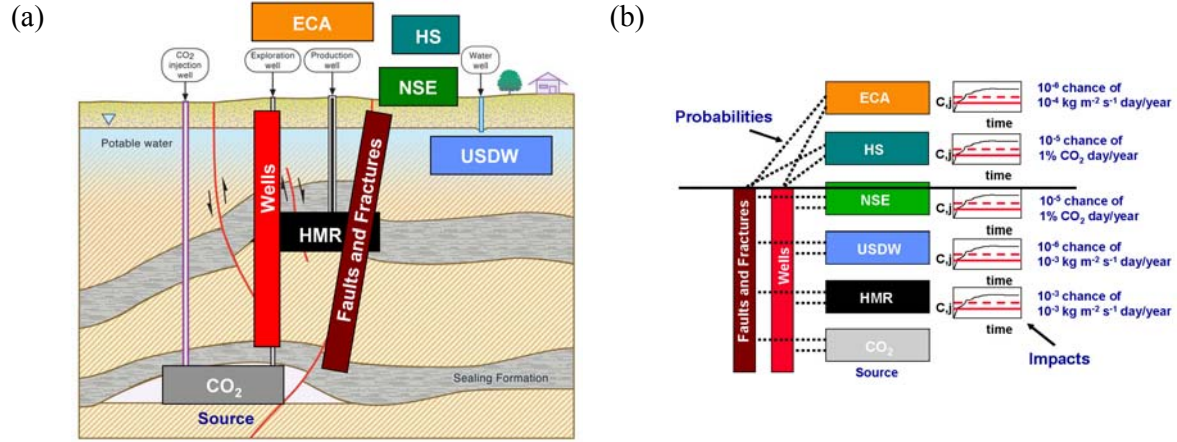 (a)
ECA
HS
NSE
CO2
injection
well
Exploration
well
Production
well
Water
well
Potable water
USDW
Wells
HMR
Faults and Fractures
CO₂
Sealing Formation
Source
(b)
Probabilities
ECA
C,j
time
10⁻⁶ chance of
10⁻⁴ kg m⁻² s⁻¹ day/year
HS
C,j
time
10⁻⁵ chance of
1% CO₂ day/year
NSE
C,j
time
10⁻⁵ chance of
1% CO₂ day/year
USDW
C,j
time
10⁻⁶ chance of
10⁻³ kg m⁻² s⁻¹ day/year
HMR
C,j
time
10⁻³ chance of
10⁻³ kg m⁻² s⁻¹ day/year
Faults and Fractures
Wells
CO₂
Source
Impacts